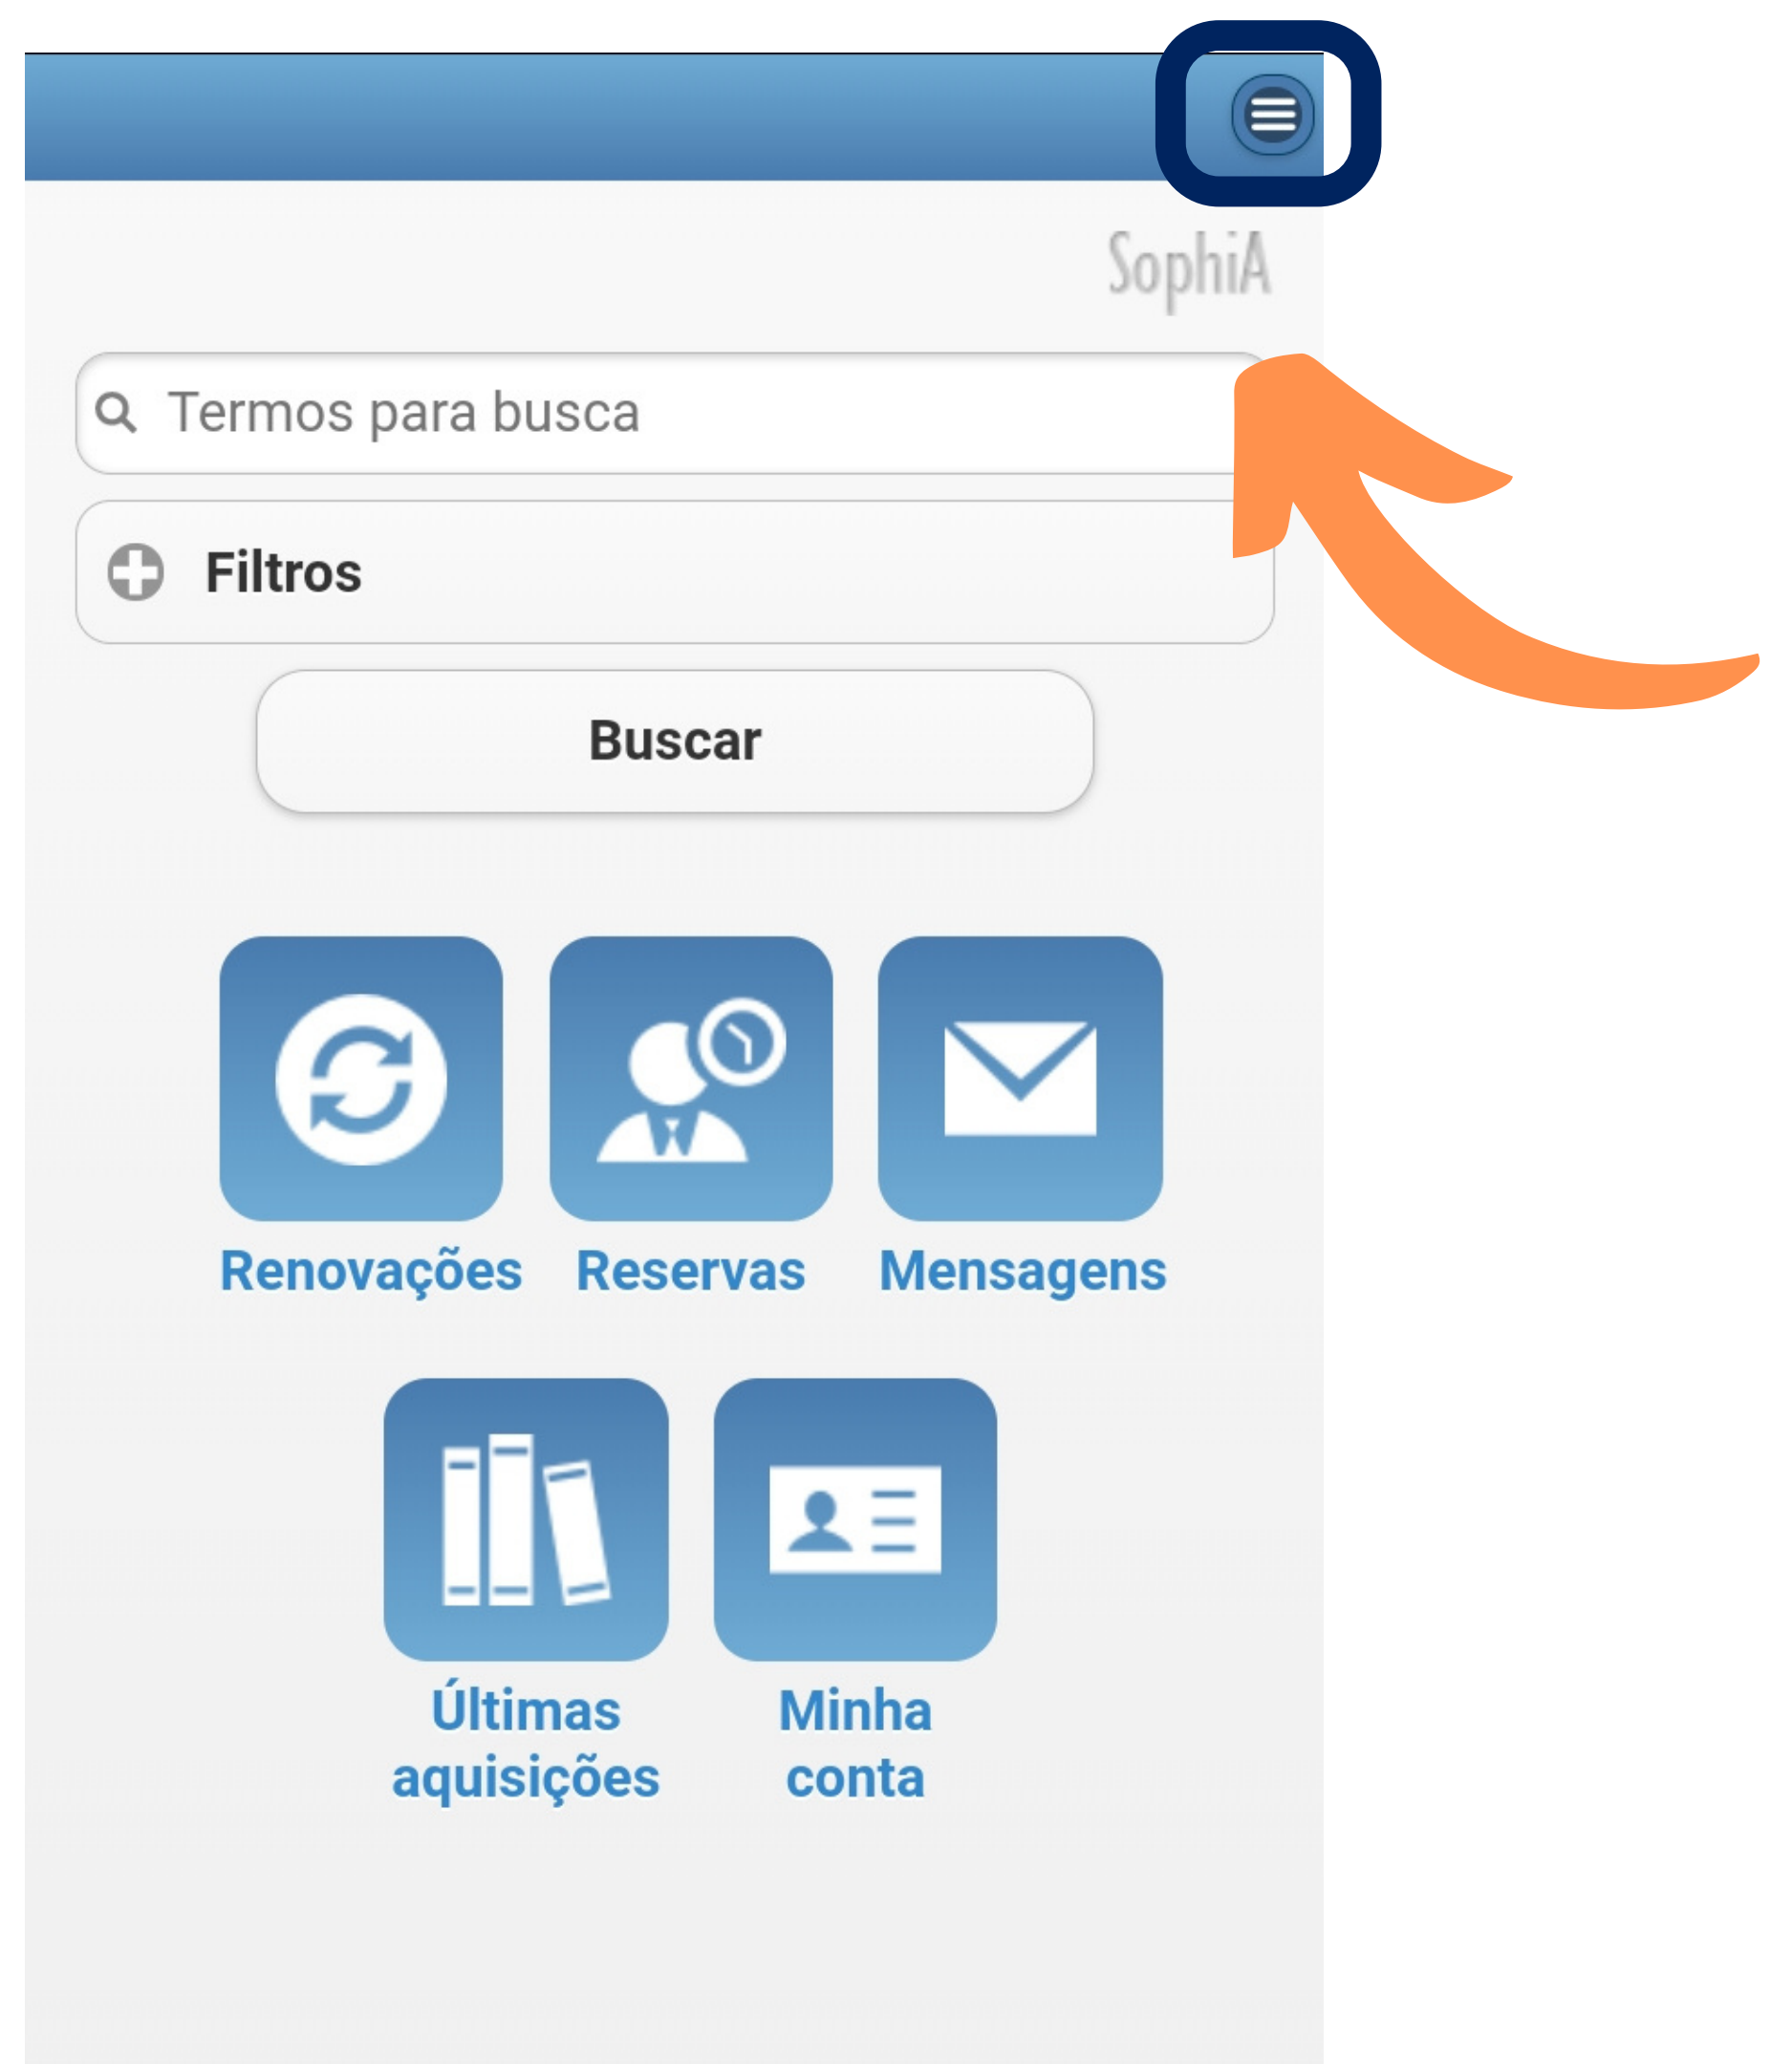 SophiA
Termos para busca
Filtros
Buscar
Renovações Reservas Mensagens
Últimas aquisições
Minha conta